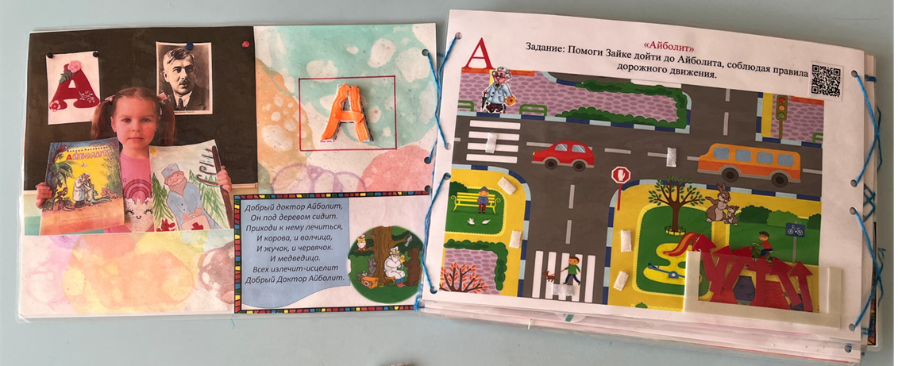 А
АЙБОЛИТ
А
Добрый доктор Айболит,
Он под деревом сидит.
Приходи к нему лечиться,
И корова, и волчица,
И жучок, и червячок.
И медведица.
Всех излечит-исцелит
Добрый Доктор Айболит.
«Айболит»
А
Задание: Помоги Зайке дойти до Айболита, соблюдая правила
дорожного движения.